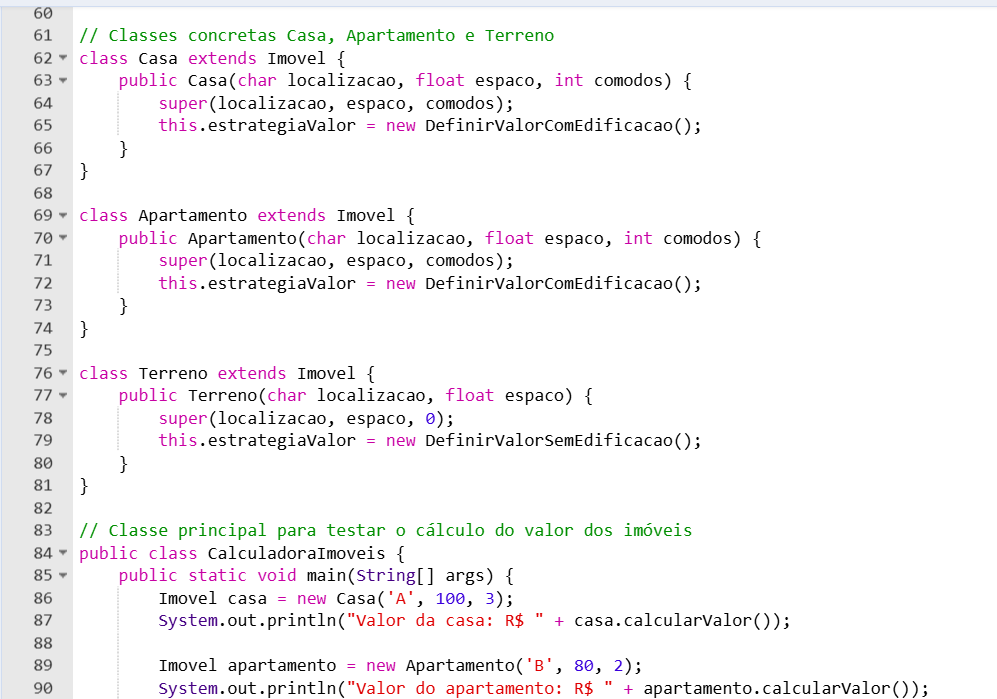 60
61 // Classes concretas Casa, Apartamento e Terreno
62 class Casa extends Imovel {
63     public Casa(char localizacao, float espaco, int comodos) {
64         super(localizacao, espaco, comodos);
65         this.estrategiaValor = new DefinirValorComEdificacao();
66     }
67 }
68
69 class Apartamento extends Imovel {
70     public Apartamento(char localizacao, float espaco, int comodos) {
71         super(localizacao, espaco, comodos);
72         this.estrategiaValor = new DefinirValorComEdificacao();
73     }
74 }
75
76 class Terreno extends Imovel {
77     public Terreno(char localizacao, float espaco) {
78         super(localizacao, espaco, 0);
79         this.estrategiaValor = new DefinirValorSemEdificacao();
80     }
81 }
82
83 // Classe principal para testar o cálculo do valor dos imóveis
84 public class CalculadoraImoveis {
85     public static void main(String[] args) {
86         Imovel casa = new Casa('A', 100, 3);
87         System.out.println("Valor da casa: R$ " + casa.calcularValor());
88
89         Imovel apartamento = new Apartamento('B', 80, 2);
90         System.out.println("Valor do apartamento: R$ " + apartamento.calcularValor());